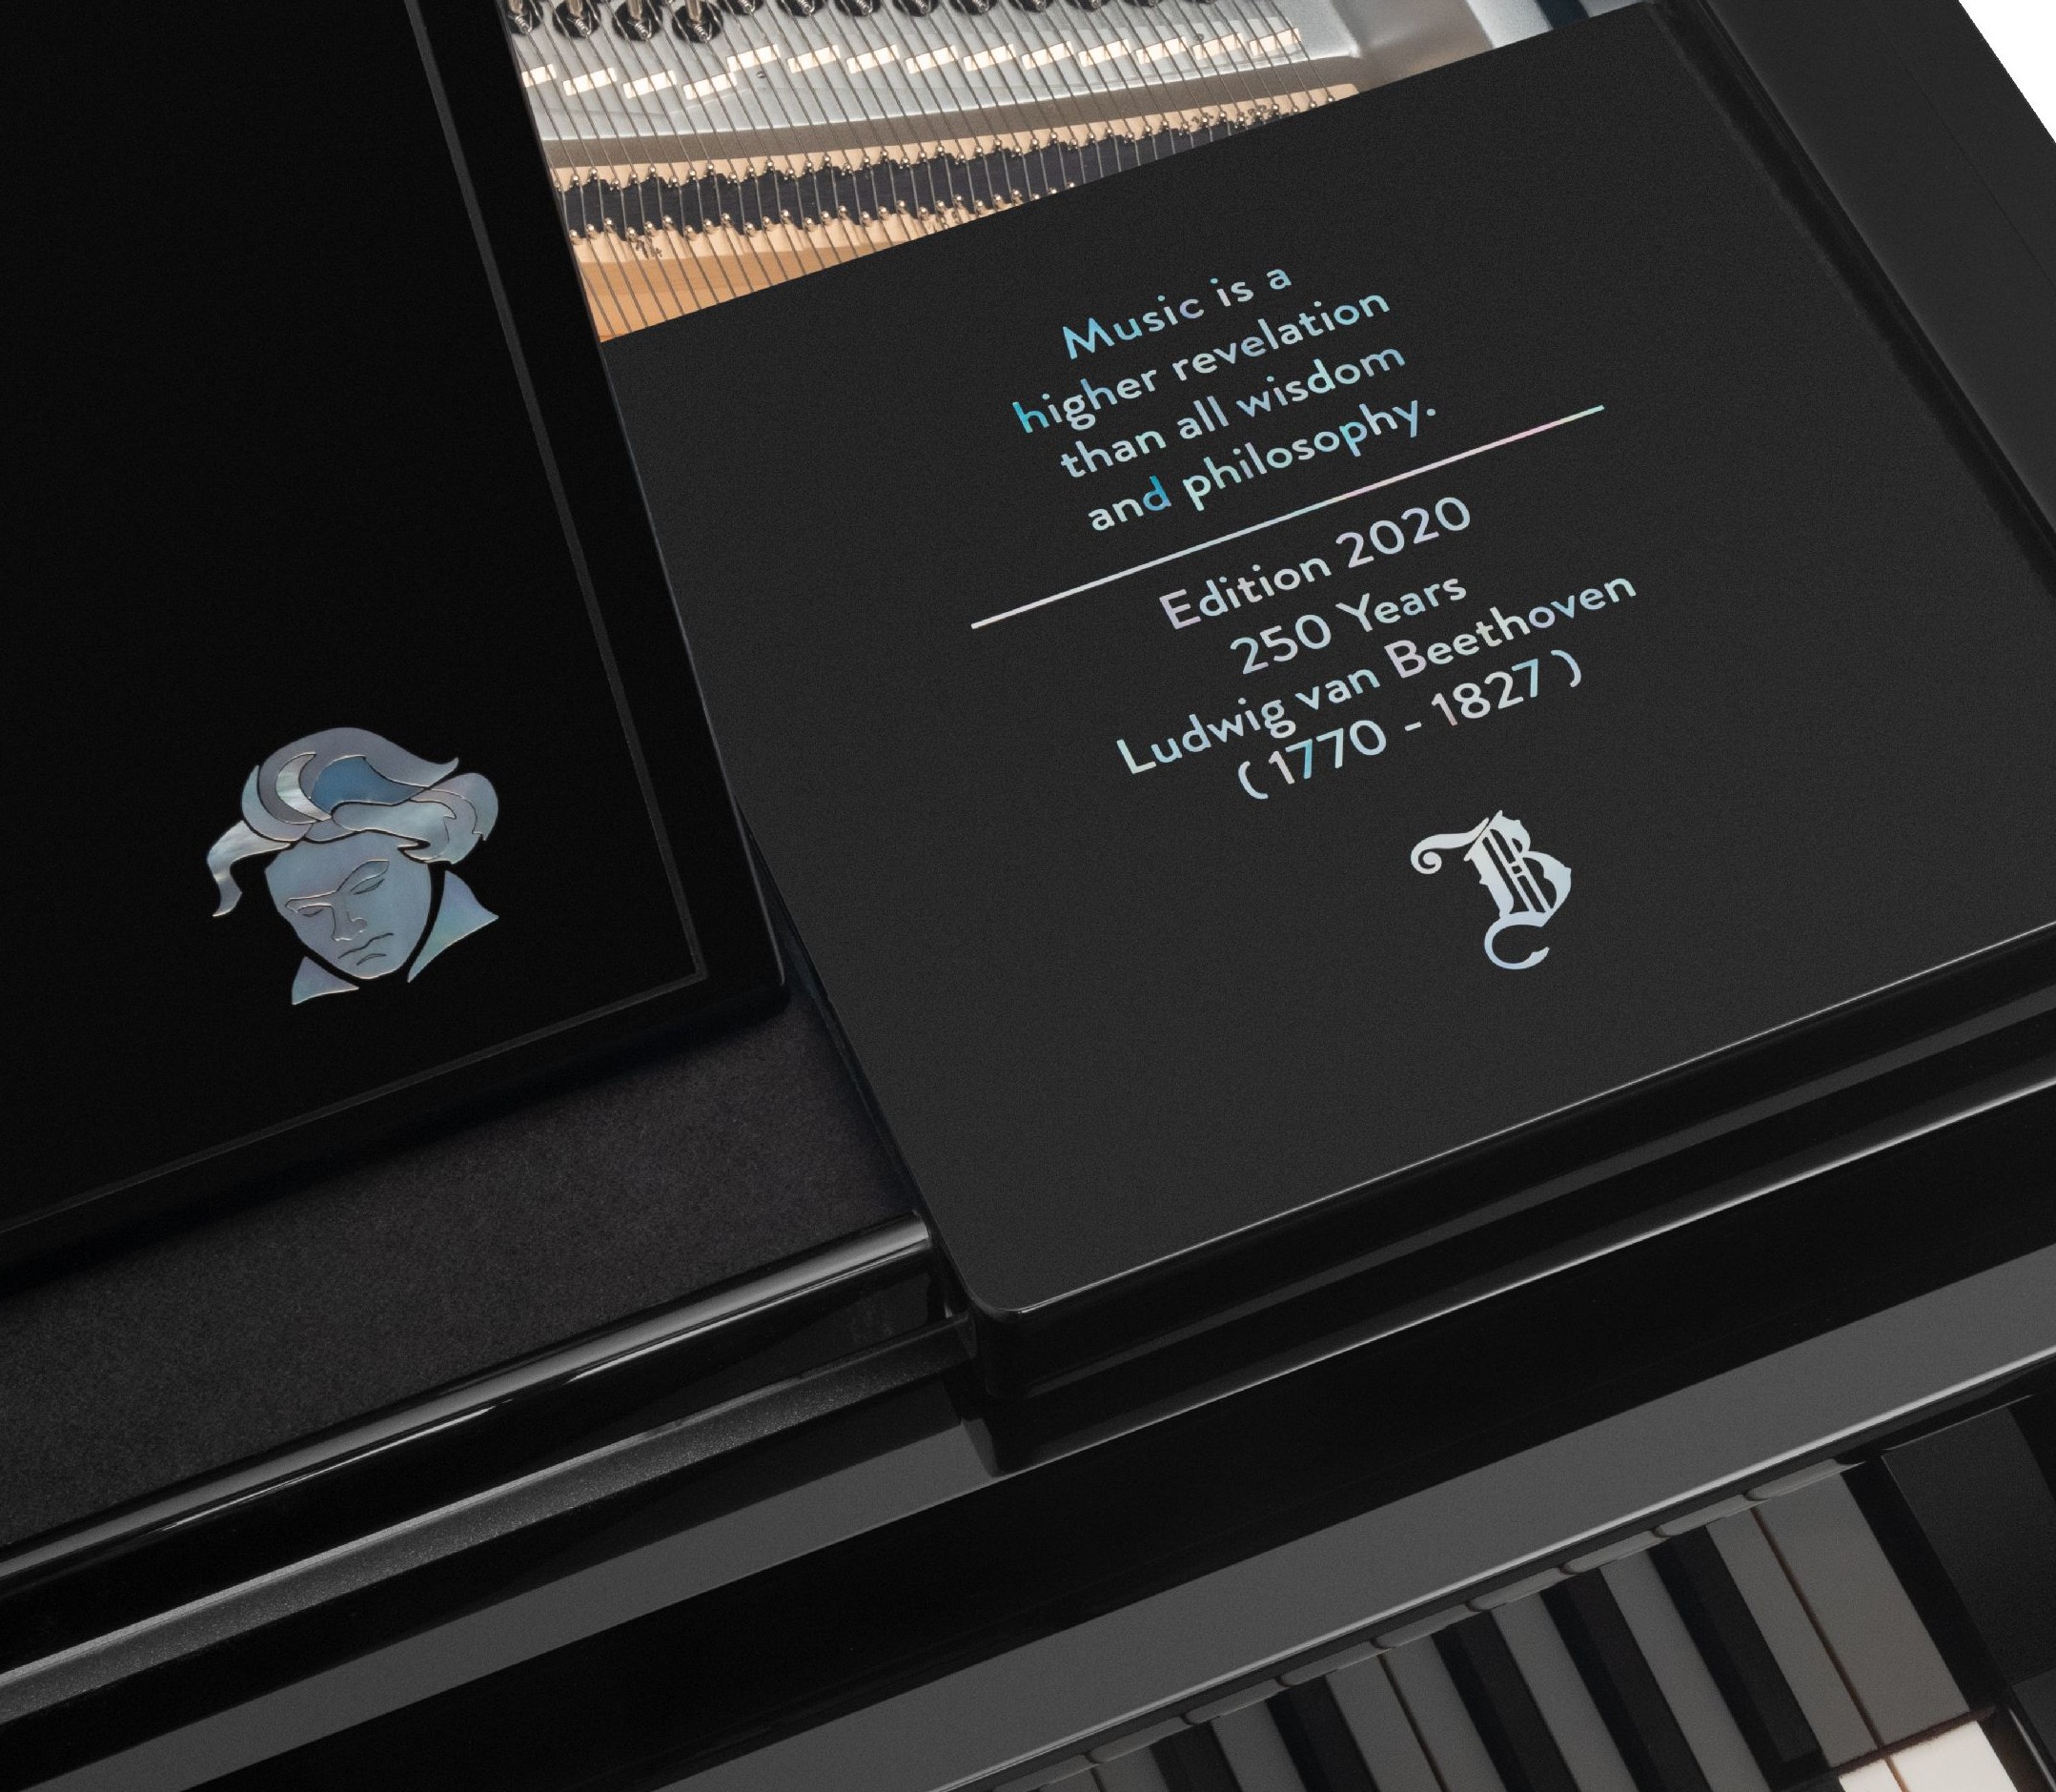 Music is a
higher revelation
than all wisdom
and philosophy.
Edition 2020
250 Years
Ludwig van Beethoven
( 1770 - 1827 )
B